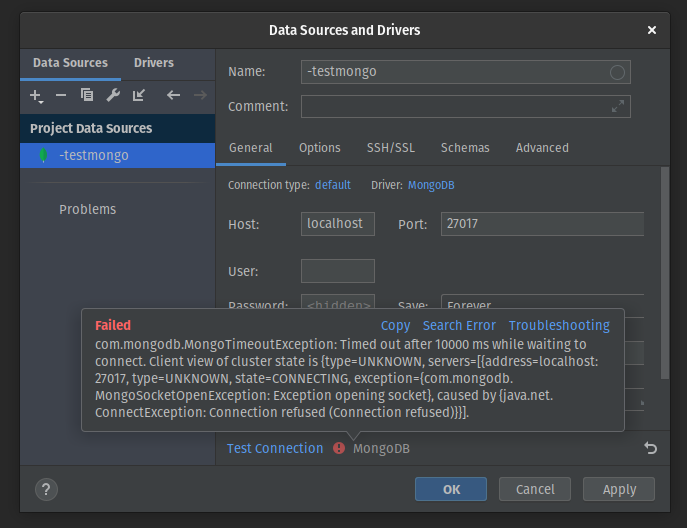 Data Sources and Drivers
Data Sources Drivers
Project Data Sources
-testmongo
Problems
Name: -testmongo
Comment:
General Options SSH/SSL Schemas Advanced
Connection type: default Driver: MongoDB
Host: localhost Port: 27017
User:
Password: <hidden> Save: Forever
Failed Copy Search Error Troubleshooting
com.mongodb.MongoTimeoutException: Timed out after 10000 ms while waiting to
connect. Client view of cluster state is {type=UNKNOWN, servers=[{address=localhost:
27017, type=UNKNOWN, state=CONNECTING, exception={com.mongodb.
MongoSocketOpenException: Exception opening socket}, caused by {java.net.
ConnectException: Connection refused (Connection refused)}}].
Test Connection MongoDB
? OK Cancel Apply